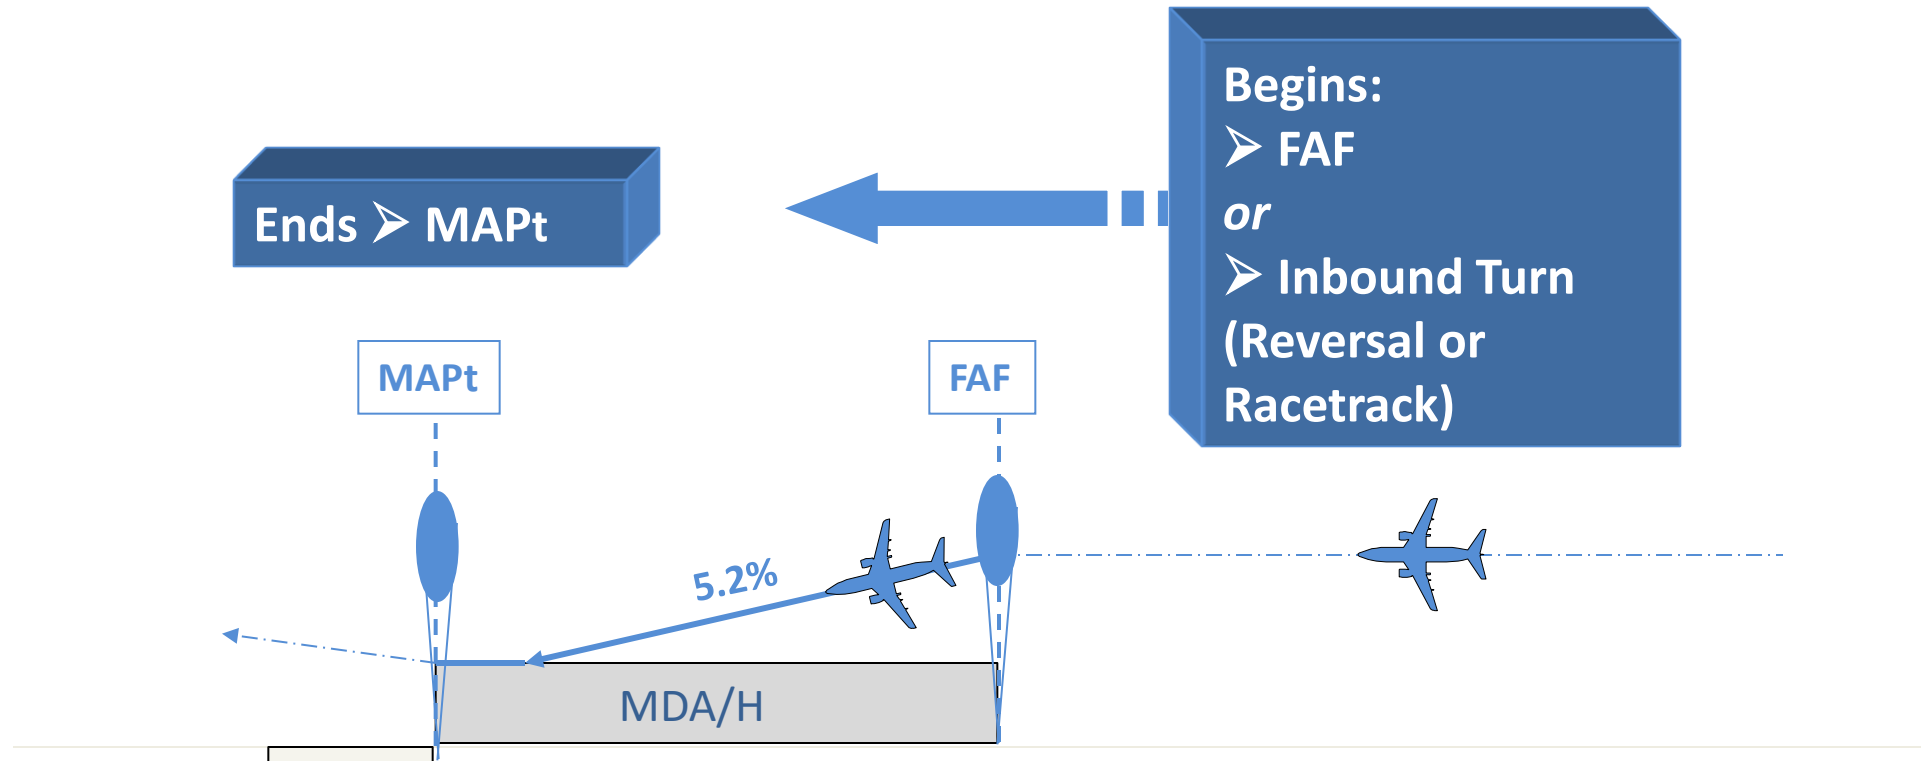 Begins:
➢ FAF
or
➢ Inbound Turn
(Reversal or
Racetrack)
Ends ➢ MAPt
MAPt
FAF
5.2%
MDA/H